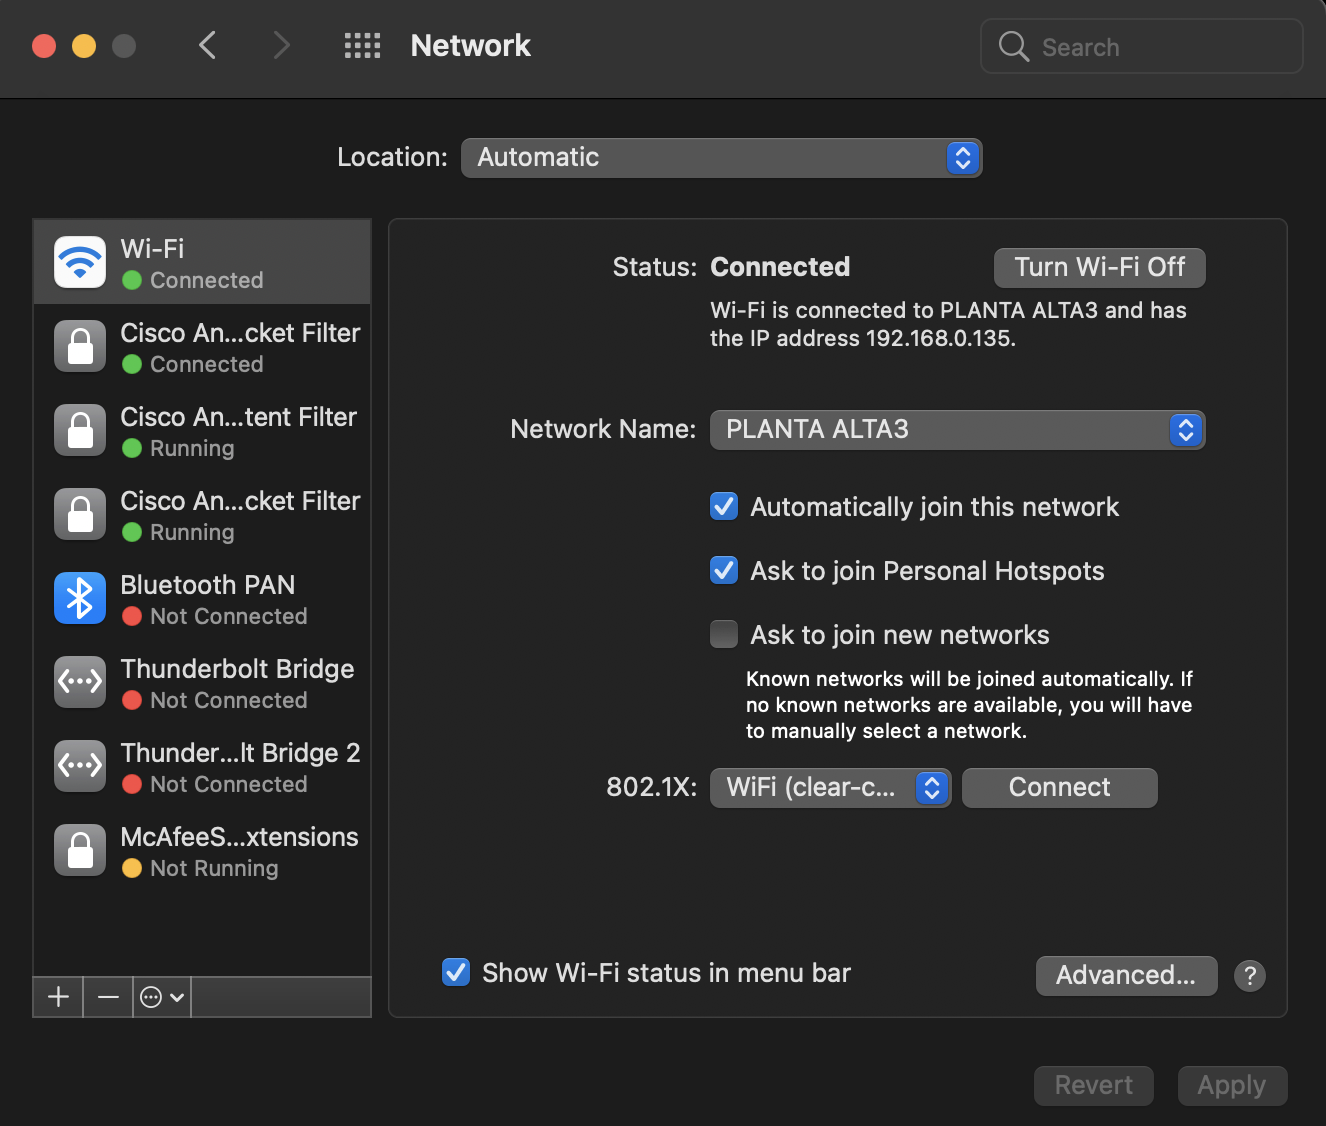 Network
Search
Location: Automatic
Wi-Fi
Connected
Cisco An...cket Filter
Connected
Cisco An...tent Filter
Running
Cisco An...cket Filter
Running
Bluetooth PAN
Not Connected
Thunderbolt Bridge
Not Connected
Thunder...lt Bridge 2
Not Connected
McAfeeS...xtensions
Not Running
Status: Connected
Turn Wi-Fi Off
Wi-Fi is connected to PLANTA ALTA3 and has
the IP address 192.168.0.135.
Network Name: PLANTA ALTA3
Automatically join this network
Ask to join Personal Hotspots
Ask to join new networks
Known networks will be joined automatically. If
no known networks are available, you will have
to manually select a network.
802.1X: WiFi (clear-c... Connect
Show Wi-Fi status in menu bar
Advanced... ?
Revert Apply